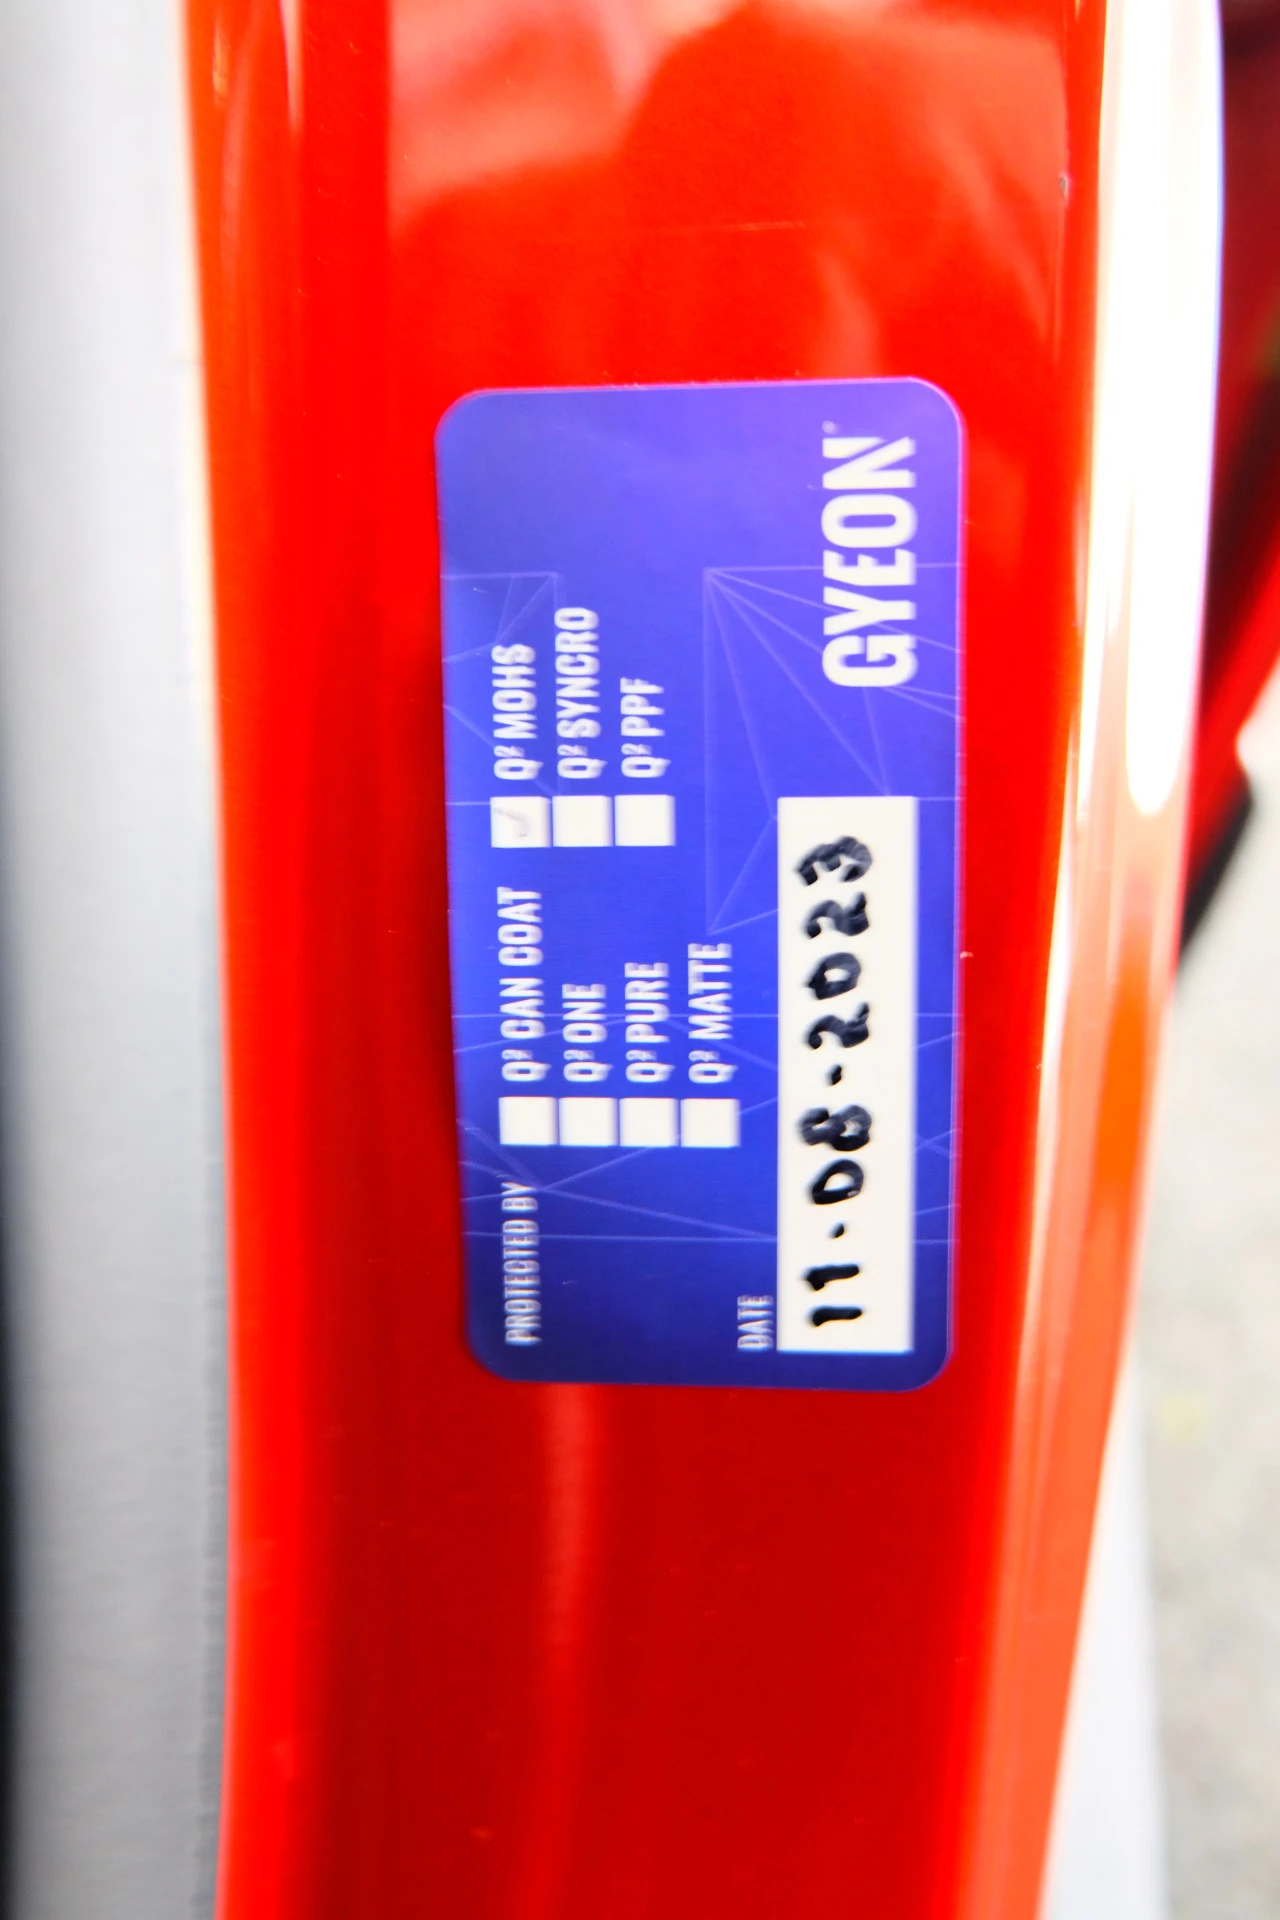 PROTECTED BY
Q² CAN COAT
Q² ONE
Q² PURE
Q² MATTE
Q² MOHS
Q² SYNCRO
Q² PPF
DATE
11-08-2023
GYEON